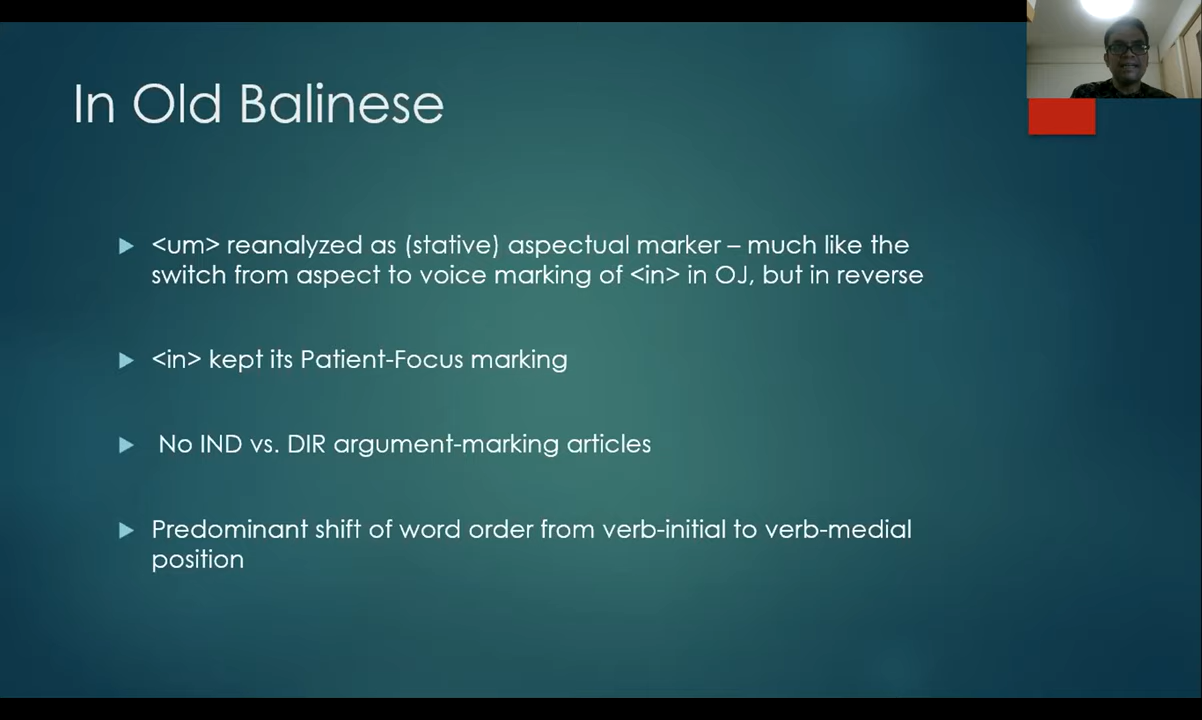 In Old Balinese
<um> reanalyzed as (stative) aspectual marker – much like the
switch from aspect to voice marking of <in> in OJ, but in reverse
<in> kept its Patient-Focus marking
No IND vs. DIR argument-marking articles
Predominant shift of word order from verb-initial to verb-medial
position